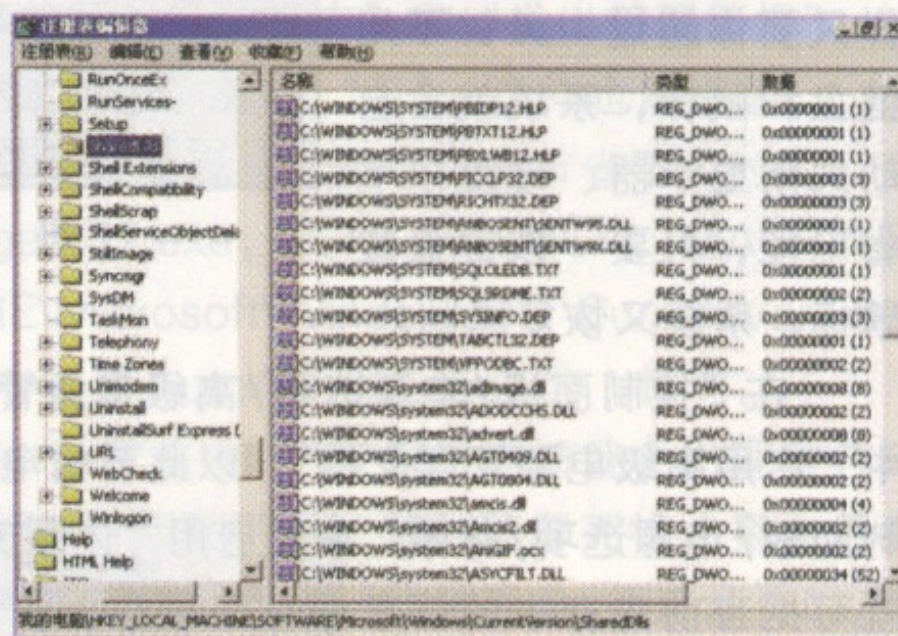 注册表编辑器
注册表(R) 编辑(E) 查看(V) 收藏(F) 帮助(H)
RunOnceEx
RunServices-
Setup
SharedDlls
Shell Extensions
ShellCompatibility
ShellScrap
ShellServiceObjectDela
StillImage
Syncmgr
SysDM
TaskMon
Telephony
Time Zones
Unimodem
Uninstall
UninstallSurf Express (
URL
WebCheck
Welcome
Winlogon
Help
HTML Help
名称 类型 数据
C:\WINDOWS\SYSTEM\PBIDP12.HLP REG_DWO... 0x00000001 (1)
C:\WINDOWS\SYSTEM\PBTXT12.HLP REG_DWO... 0x00000001 (1)
C:\WINDOWS\SYSTEM\PBXLWB12.HLP REG_DWO... 0x00000001 (1)
C:\WINDOWS\SYSTEM\PICCLP32.DEP REG_DWO... 0x00000003 (3)
C:\WINDOWS\SYSTEM\RICHTX32.DEP REG_DWO... 0x00000003 (3)
C:\WINDOWS\SYSTEM\RNBOSENT\SENTW95.DLL REG_DWO... 0x00000001 (1)
C:\WINDOWS\SYSTEM\RNBOSENT\SENTW9X.DLL REG_DWO... 0x00000001 (1)
C:\WINDOWS\SYSTEM\SQLOLEDB.TXT REG_DWO... 0x00000001 (1)
C:\WINDOWS\SYSTEM\SQLSRDME.TXT REG_DWO... 0x00000002 (2)
C:\WINDOWS\SYSTEM\SYSINFO.DEP REG_DWO... 0x00000003 (3)
C:\WINDOWS\SYSTEM\TABCTL32.DEP REG_DWO... 0x00000001 (1)
C:\WINDOWS\SYSTEM\VFPODBC.TXT REG_DWO... 0x00000002 (2)
C:\WINDOWS\system32\adimage.dll REG_DWO... 0x00000008 (8)
C:\WINDOWS\system32\ADODCCHS.DLL REG_DWO... 0x00000002 (2)
C:\WINDOWS\system32\advert.dll REG_DWO... 0x00000008 (8)
C:\WINDOWS\system32\AGT0409.DLL REG_DWO... 0x00000002 (2)
C:\WINDOWS\system32\AGT0804.DLL REG_DWO... 0x00000002 (2)
C:\WINDOWS\system32\amcis.dll REG_DWO... 0x00000004 (4)
C:\WINDOWS\system32\Amcis2.dll REG_DWO... 0x00000002 (2)
C:\WINDOWS\system32\AniGIF.ocx REG_DWO... 0x00000001 (1)
C:\WINDOWS\system32\ASYCFILT.DLL REG_DWO... 0x00000034 (52)
我的电脑\HKEY_LOCAL_MACHINE\SOFTWARE\Microsoft\Windows\CurrentVersion\SharedDlls